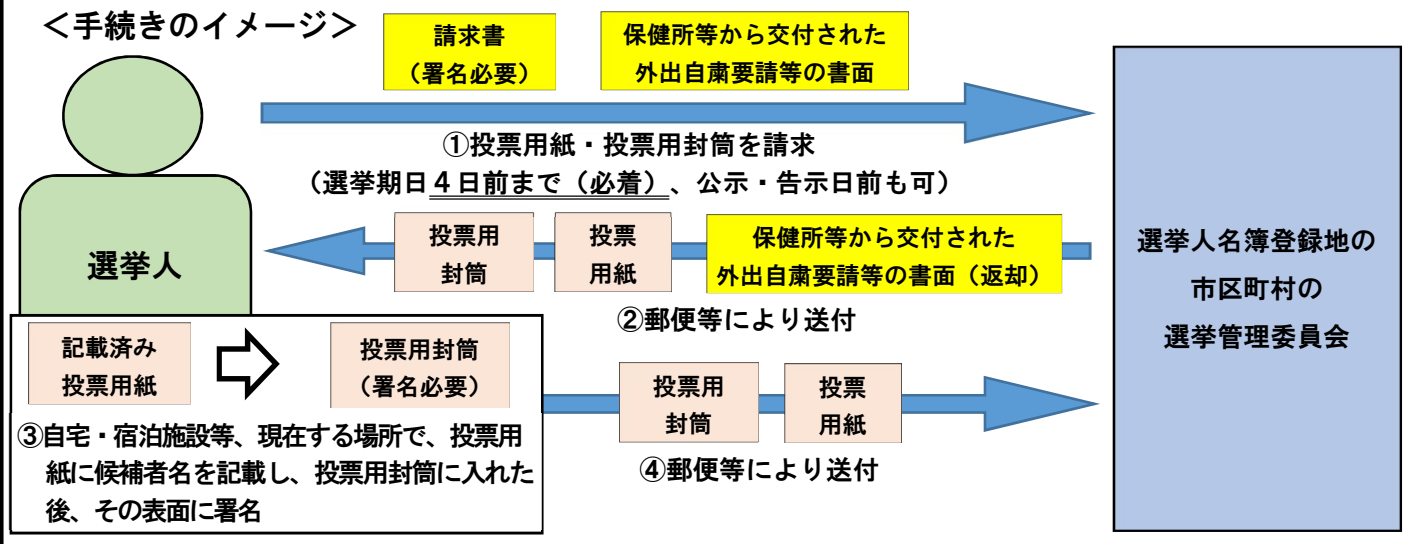 ＜手続きのイメージ＞
請求書
（署名必要）
保健所等から交付された
外出自粛要請等の書面
①投票用紙・投票用封筒を請求
（選挙期日４日前まで（必着）、公示・告示日前も可）
選挙人
投票用
封筒
投票
用紙
保健所等から交付された
外出自粛要請等の書面（返却）
②郵便等により送付
選挙人名簿登録地の
市区町村の
選挙管理委員会
記載済み
投票用紙
投票用封筒
（署名必要）
③自宅・宿泊施設等、現在する場所で、投票用
紙に候補者名を記載し、投票用封筒に入れた
後、その表面に署名
投票用
封筒
投票
用紙
④郵便等により送付